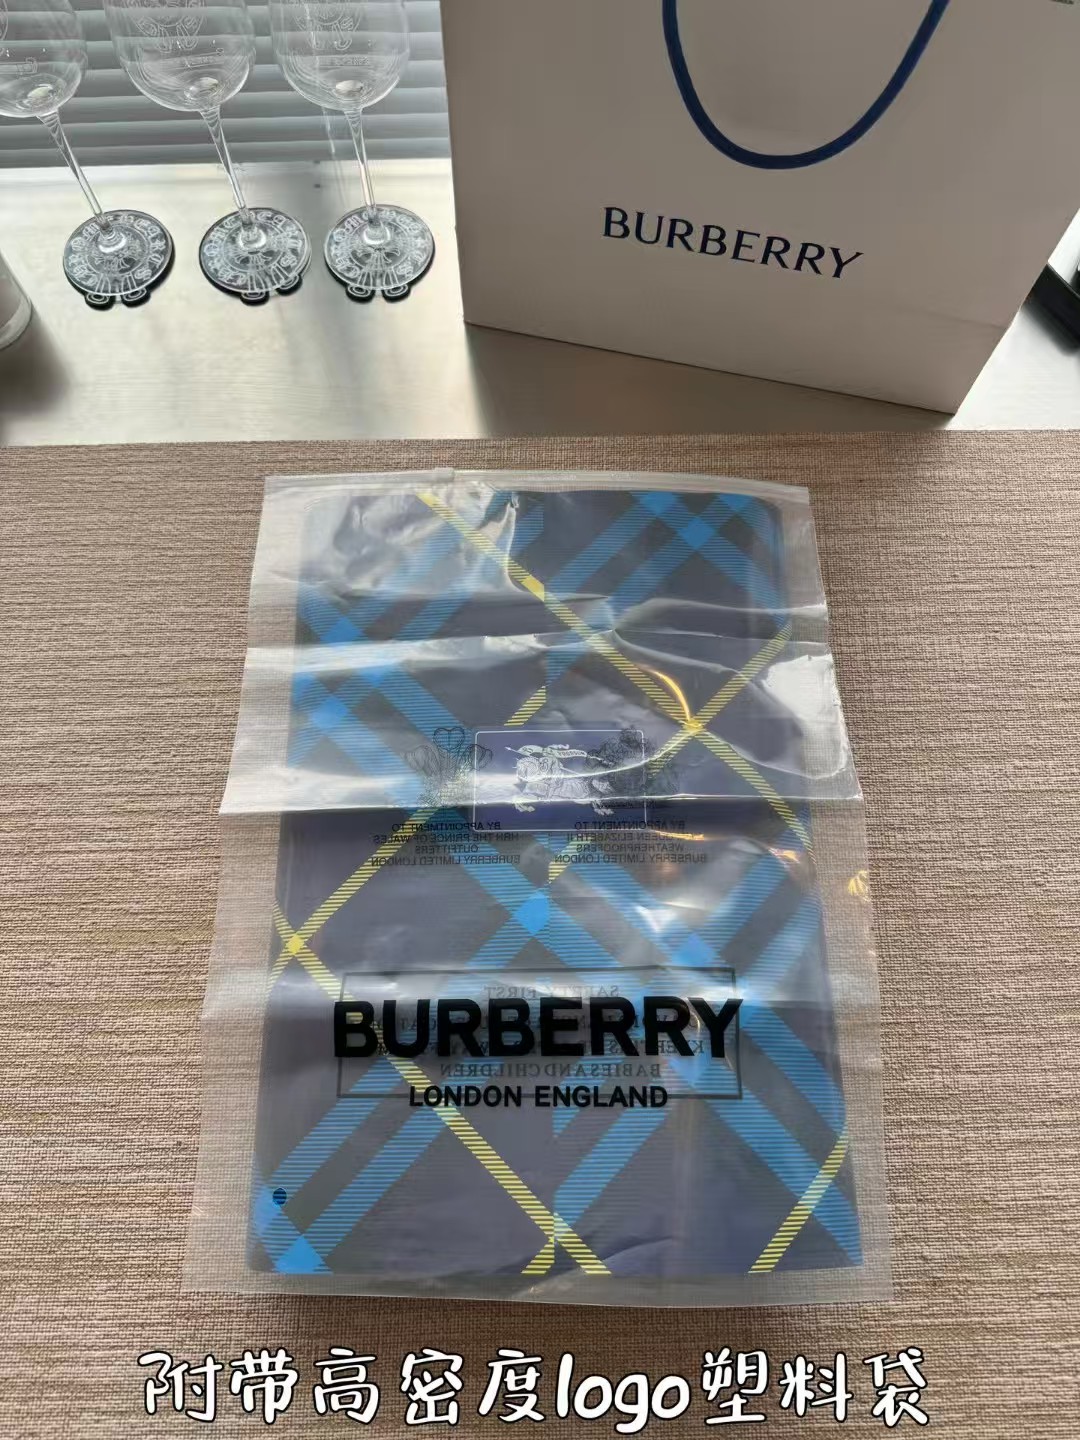 BURBERRY
BY APPOINTMENT TO
HRH THE PRINCE OF WALES
OUTFITTERS
BURBERRY LIMITED LONDON
BY APPOINTMENT TO
QUEEN ELIZABETH II
WEATHERPROOFERS
BURBERRY LIMITED LONDON
SAFETY FIRST
BURBERRY
BABIES AND CHILDREN
LONDON ENGLAND
附带高密度logo塑料袋